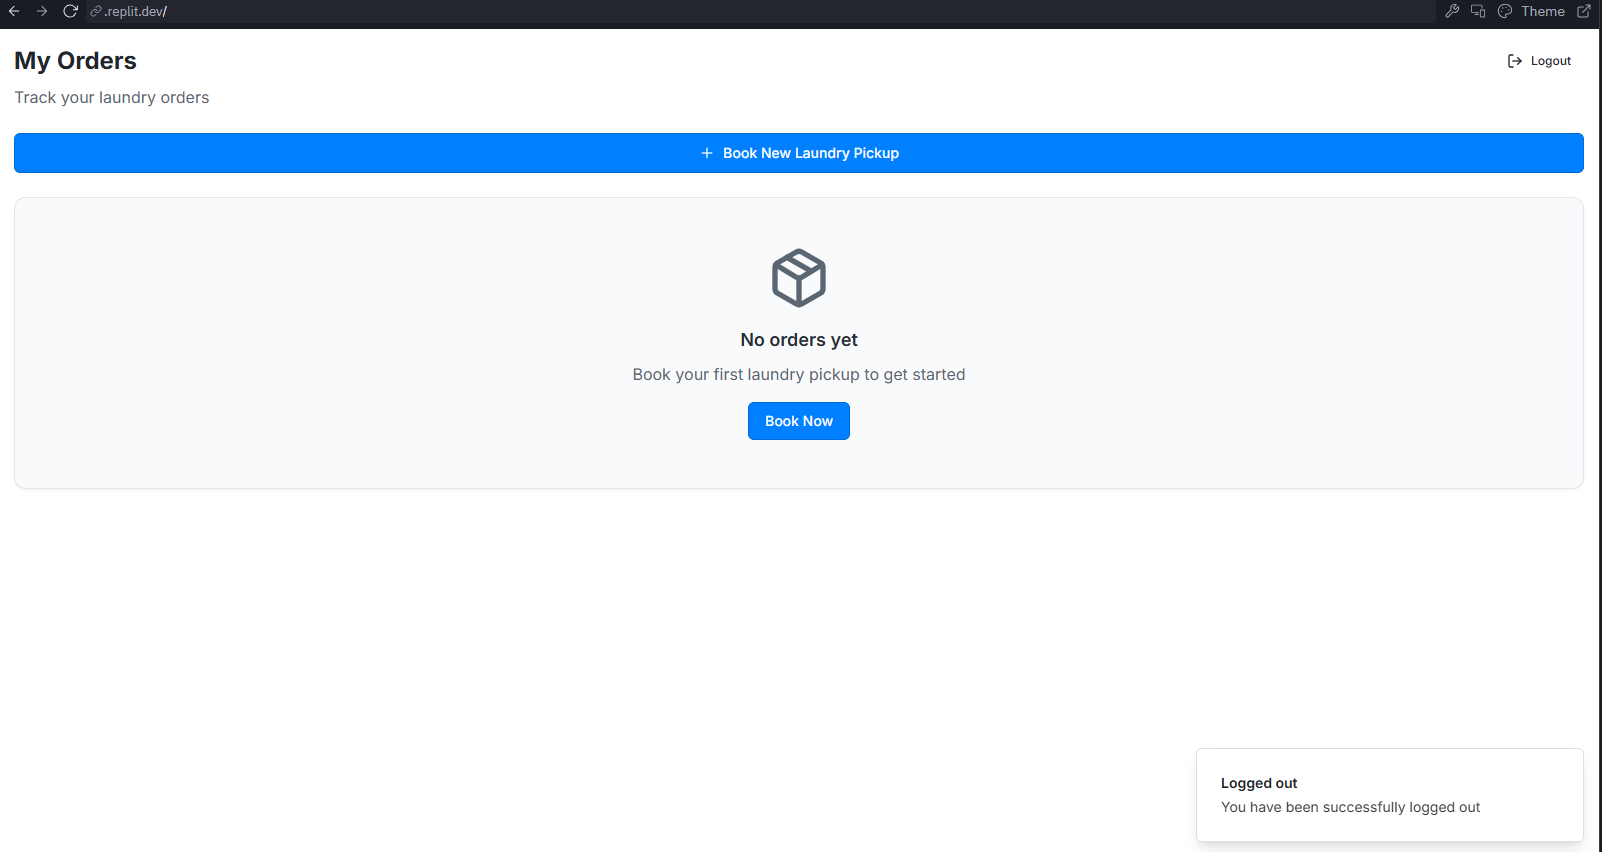 .replit.dev/
Theme
My Orders
Logout
Track your laundry orders
Book New Laundry Pickup
No orders yet
Book your first laundry pickup to get started
Book Now
Logged out
You have been successfully logged out